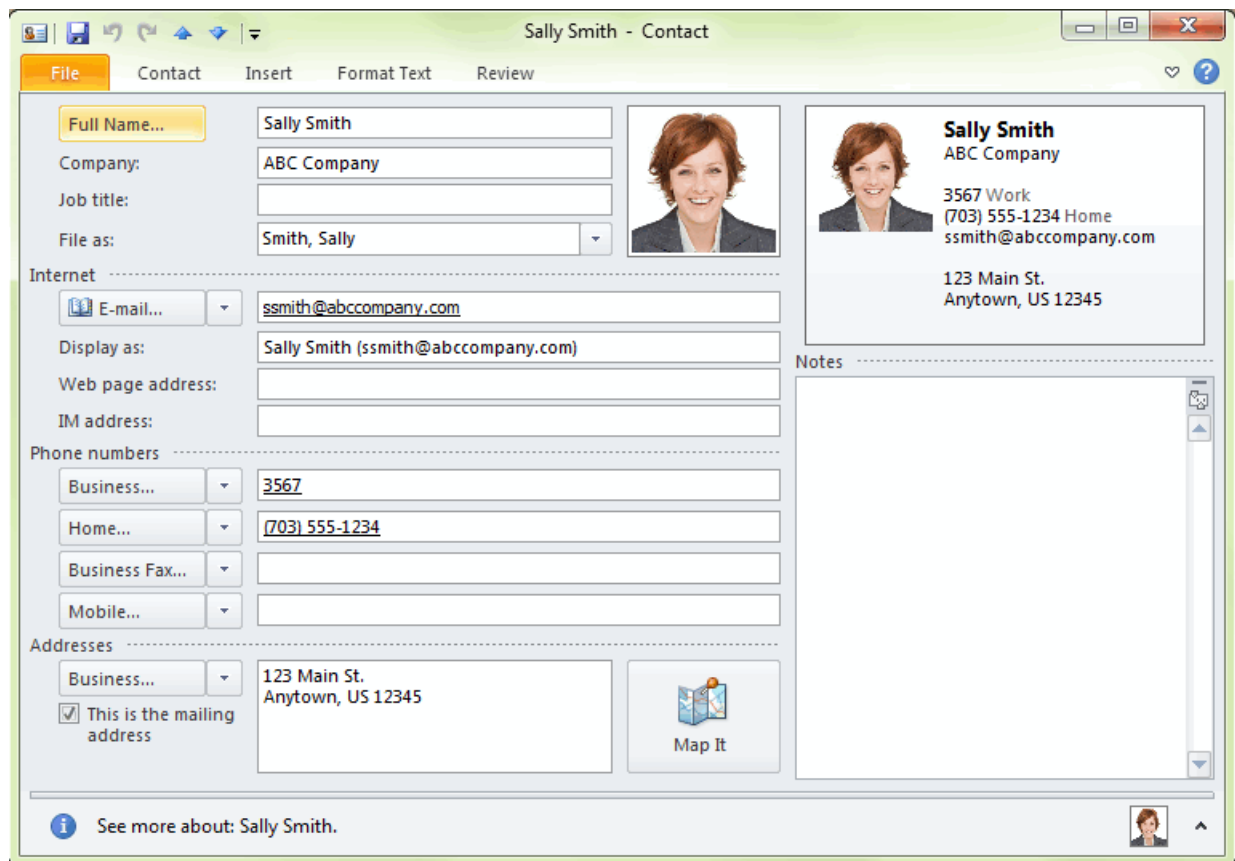 Sally Smith - Contact
File Contact Insert Format Text Review
Full Name... Sally Smith
Company: ABC Company
Job title:
File as: Smith, Sally
Internet
E-mail... ssmith@abccompany.com
Display as: Sally Smith (ssmith@abccompany.com)
Web page address:
IM address:
Phone numbers
Business... 3567
Home... (703) 555-1234
Business Fax...
Mobile...
Addresses
Business... 123 Main St.
Anytown, US 12345
This is the mailing
address
Map It
Sally Smith
ABC Company
3567 Work
(703) 555-1234 Home
ssmith@abccompany.com
123 Main St.
Anytown, US 12345
Notes
See more about: Sally Smith.